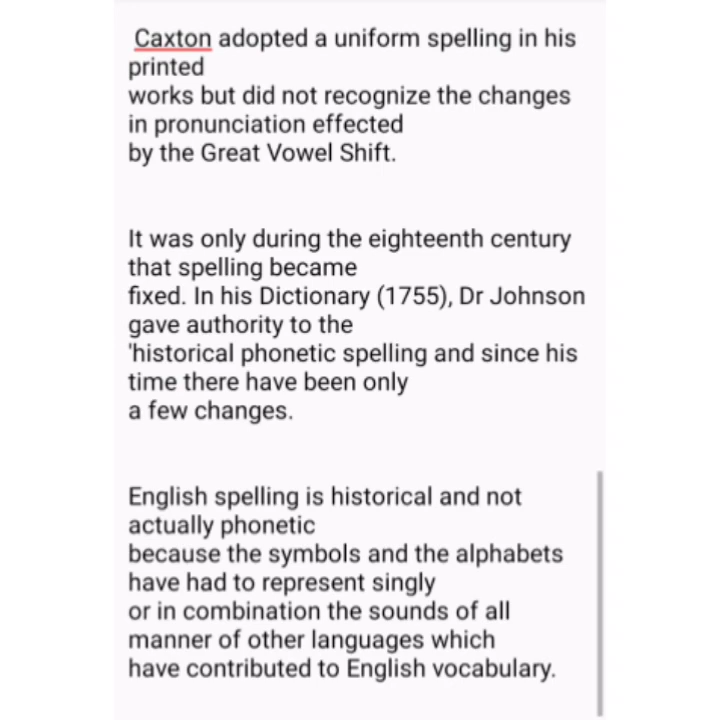 Caxton adopted a uniform spelling in his
printed
works but did not recognize the changes
in pronunciation effected
by the Great Vowel Shift.
It was only during the eighteenth century
that spelling became
fixed. In his Dictionary (1755), Dr Johnson
gave authority to the
'historical phonetic spelling and since his
time there have been only
a few changes.
English spelling is historical and not
actually phonetic
because the symbols and the alphabets
have had to represent singly
or in combination the sounds of all
manner of other languages which
have contributed to English vocabulary.